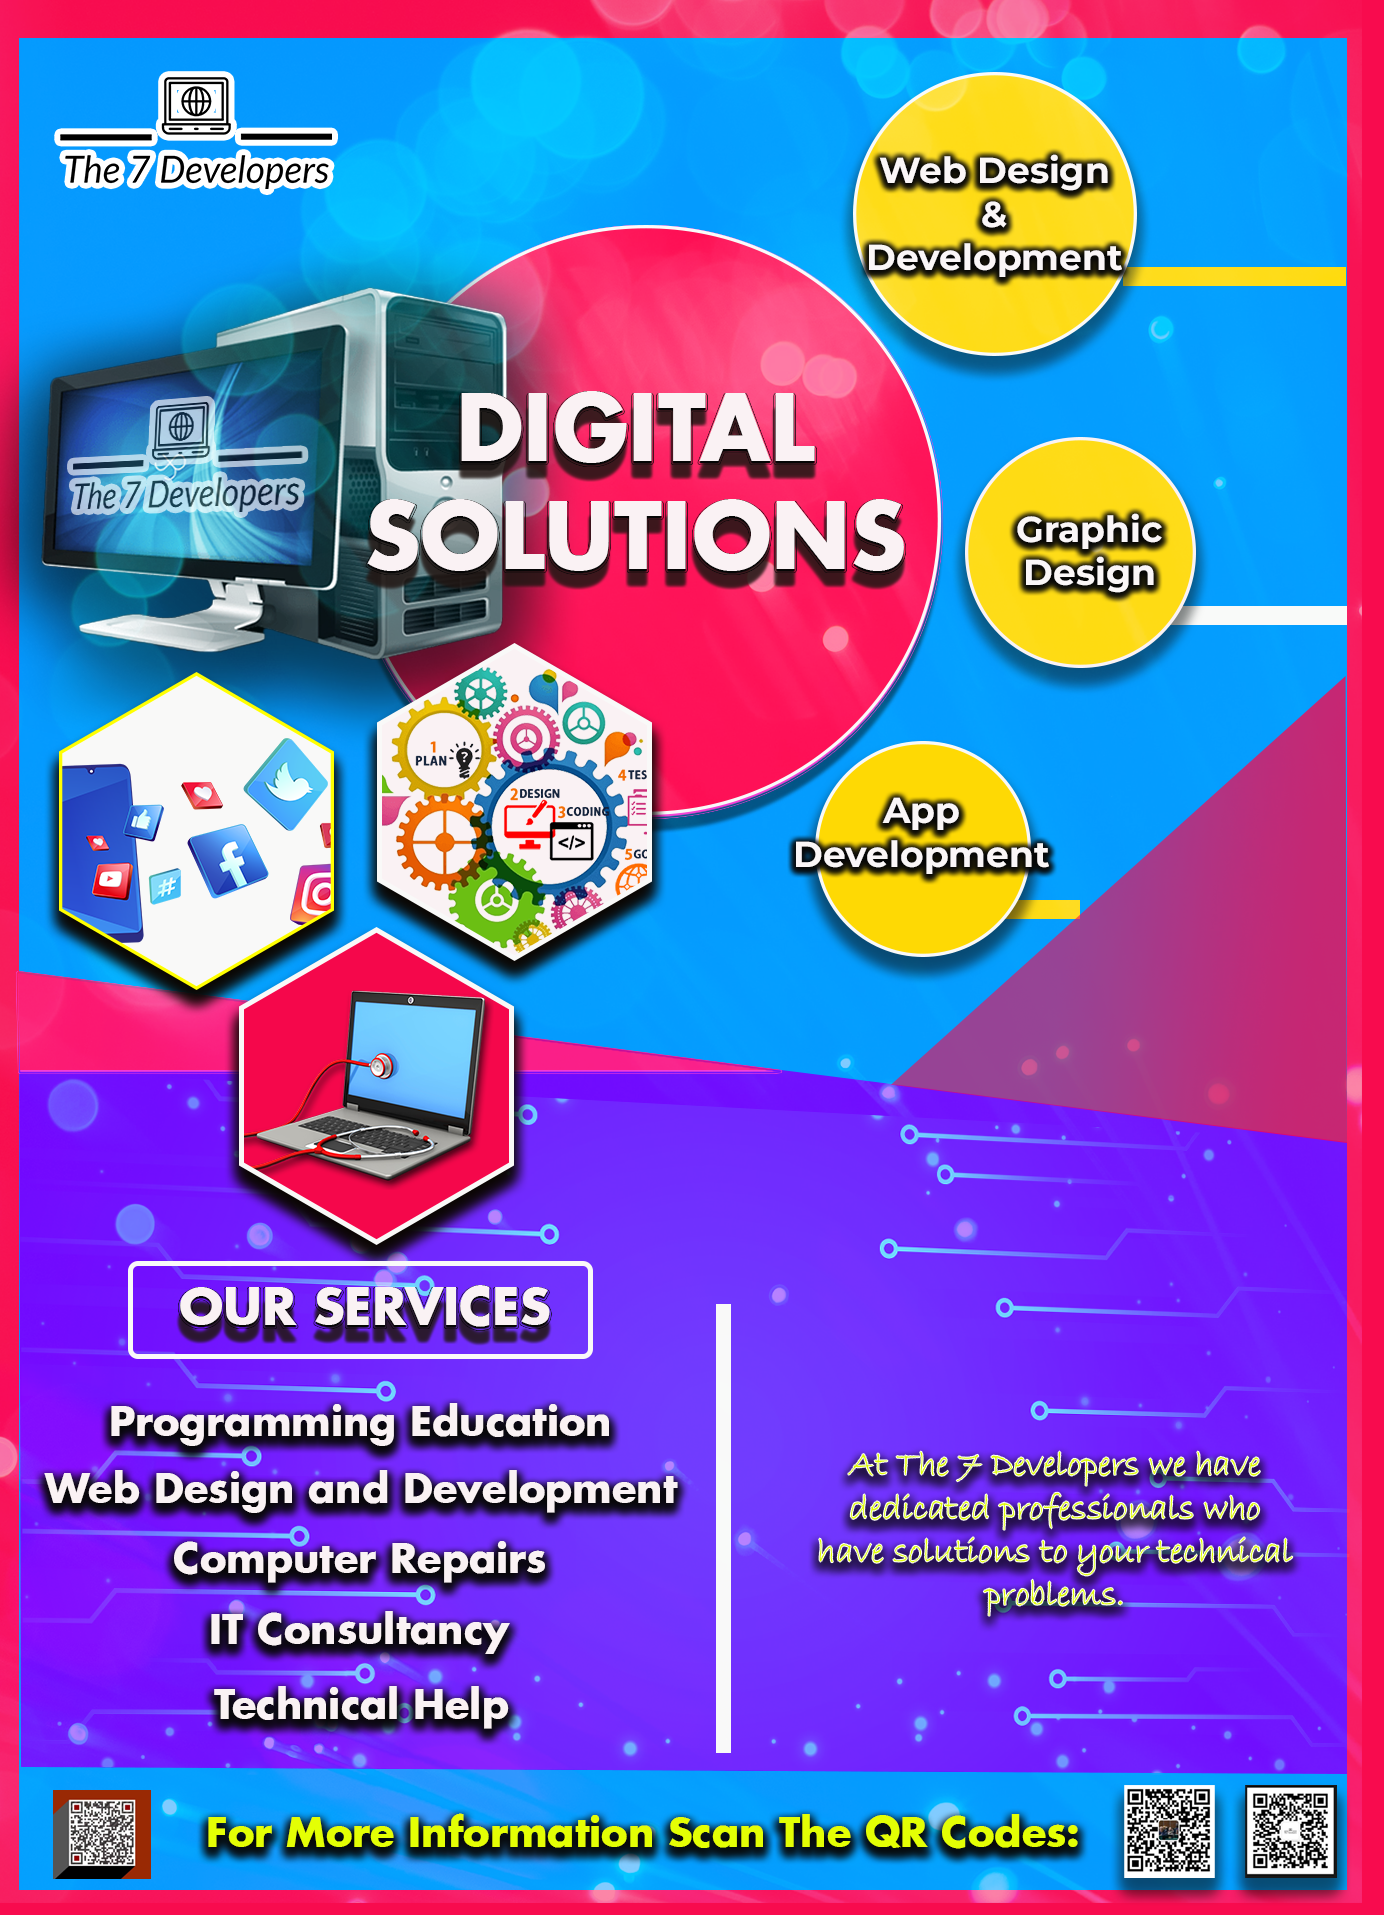 The 7 Developers
Web Design
&
Development
The 7 Developers
DIGITAL
SOLUTIONS
Graphic
Design
1
PLAN
?
2 DESIGN
3 CODING
</>
4 TES
5 GC
#
App
Development
OUR SERVICES
Programming Education
Web Design and Development
Computer Repairs
IT Consultancy
Technical Help
At The 7 Developers we have
dedicated professionals who
have solutions to your technical
problems.
For More Information Scan The QR Codes: